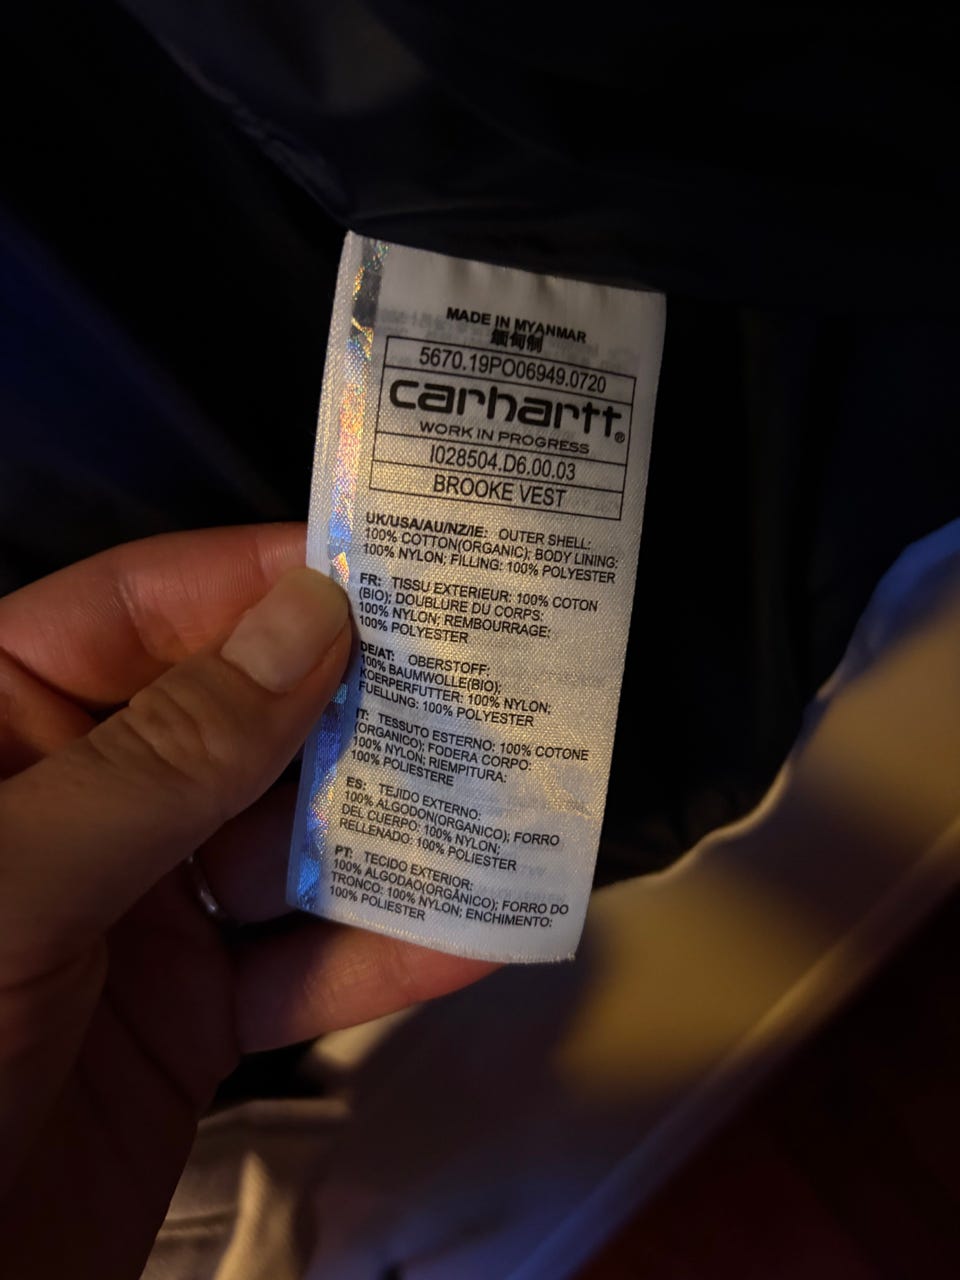 MADE IN MYANMAR
缅甸制
5670.19PO06949.0720
carhartt®
WORK IN PROGRESS
I028504.D6.00.03
BROOKE VEST
UK/USA/AU/NZ/IE: OUTER SHELL:
100% COTTON(ORGANIC); BODY LINING:
100% NYLON; FILLING: 100% POLYESTER
FR: TISSU EXTERIEUR: 100% COTON
(BIO); DOUBLURE DU CORPS:
100% NYLON; REMBOURRAGE:
100% POLYESTER
DE/AT: OBERSTOFF:
100% BAUMWOLLE(BIO);
KOERPERFUTTER: 100% NYLON;
FUELLUNG: 100% POLYESTER
IT: TESSUTO ESTERNO: 100% COTONE
(ORGANICO); FODERA CORPO:
100% NYLON; RIEMPITURA:
100% POLIESTERE
ES: TEJIDO EXTERNO:
100% ALGODON(ORGANICO); FORRO
DEL CUERPO: 100% NYLON;
RELLENADO: 100% POLIESTER
PT: TECIDO EXTERIOR:
100% ALGODAO(ORGÂNICO); FORRO DO
TRONCO: 100% NYLON; ENCHIMENTO:
100% POLIESTER